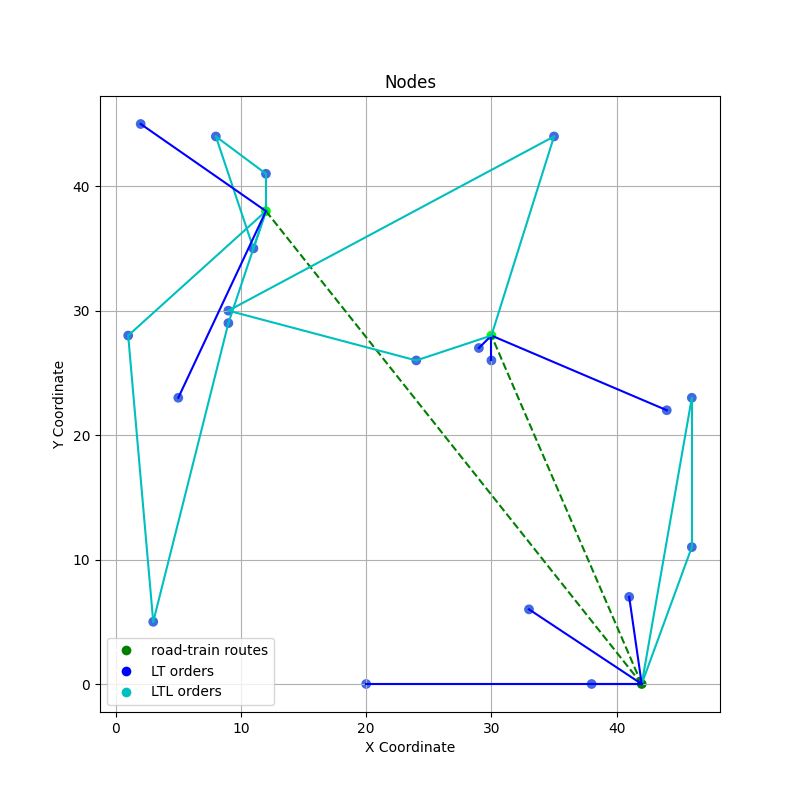 Nodes
Y Coordinate
40
30
20
10
0
road-train routes
LT orders
LTL orders
0 10 20 30 40
X Coordinate